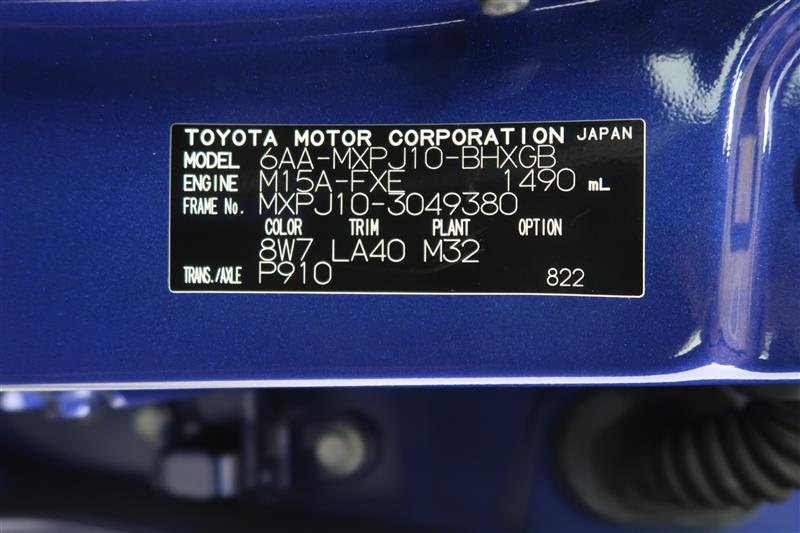 TOYOTA MOTOR CORPORATION JAPAN
MODEL 6AA-MXPJ10-BHXGB
ENGINE M15A-FXE 1490 mL
FRAME No. MXPJ10-3049380
COLOR TRIM PLANT OPTION
8W7 LA40 M32
TRANS./AXLE P910 822